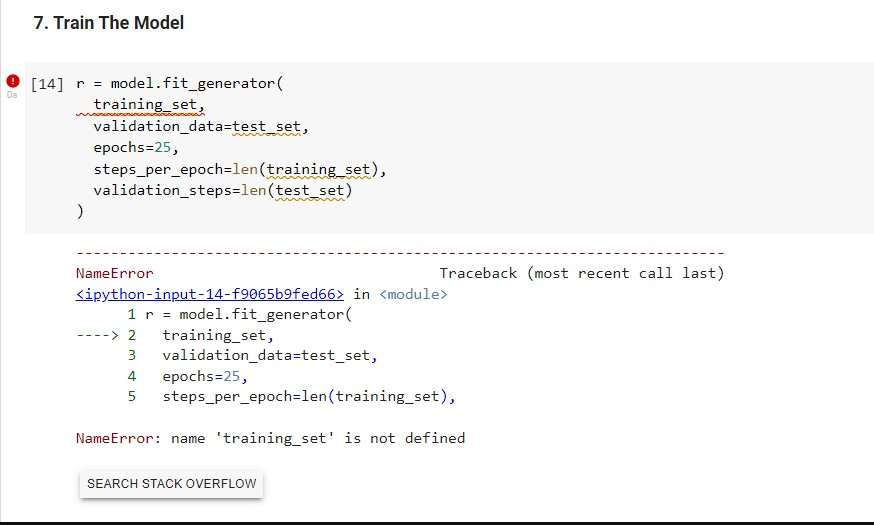 7. Train The Model
[14] r = model.fit_generator(
training_set,
validation_data=test_set,
epochs=25,
steps_per_epoch=len(training_set),
validation_steps=len(test_set)
)
0s
---------------------------------------------------------------------------
NameError Traceback (most recent call last)
<ipython-input-14-f9065b9fed66> in <module>
1 r = model.fit_generator(
----> 2 training_set,
3 validation_data=test_set,
4 epochs=25,
5 steps_per_epoch=len(training_set),
NameError: name 'training_set' is not defined
SEARCH STACK OVERFLOW